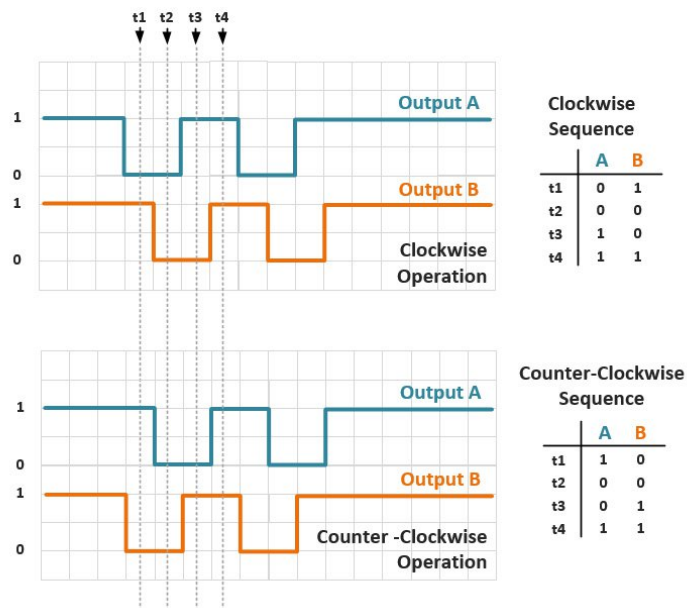 t1 t2 t3 t4
Output A
1
0
Output B
1
0
Clockwise
Operation
Clockwise
Sequence
A B
t1 0 1
t2 0 0
t3 1 0
t4 1 1
Output A
1
0
Output B
1
0
Counter -Clockwise
Operation
Counter-Clockwise
Sequence
A B
t1 1 0
t2 0 0
t3 0 1
t4 1 1